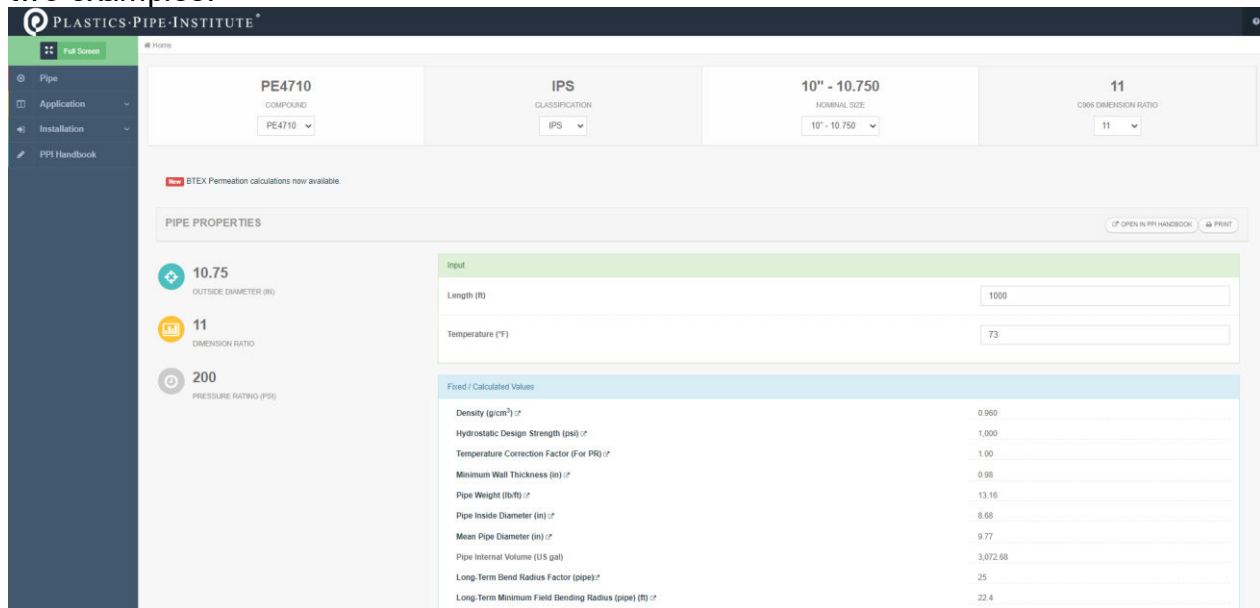 two examples.
PLASTICS·PIPE·INSTITUTE®
Full Screen
Home
Pipe
Application
Installation
PPI Handbook
PE4710
COMPOUND
PE4710
IPS
CLASSIFICATION
IPS
10" - 10.750
NOMINAL SIZE
10" - 10.750
11
C906 DIMENSION RATIO
11
New BTEX Permeation calculations now available.
PIPE PROPERTIES
OPEN IN PPI HANDBOOK
PRINT
10.75
OUTSIDE DIAMETER (IN)
11
DIMENSION RATIO
200
PRESSURE RATING (PSI)
Input
Length (ft) 1000
Temperature (°F) 73
Fixed / Calculated Values
Density (g/cm³) 0.960
Hydrostatic Design Strength (psi) 1,000
Temperature Correction Factor (For PR) 1.00
Minimum Wall Thickness (in) 0.98
Pipe Weight (lb/ft) 13.16
Pipe Inside Diameter (in) 8.68
Mean Pipe Diameter (in) 9.77
Pipe Internal Volume (US gal) 3,072.68
Long-Term Bend Radius Factor (pipe) 25
Long-Term Minimum Field Bending Radius (pipe) (ft) 22.4